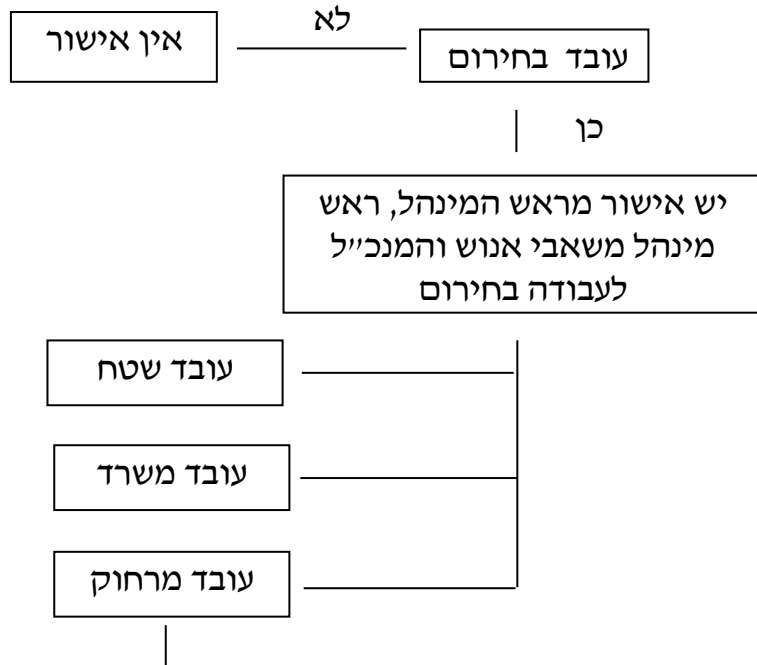 עובד בחירום
לא
אין אישור
כן
יש אישור מראש המינהל, ראש
מינהל משאבי אנוש והמנכ״ל
לעבודה בחירום
עובד שטח
עובד משרד
עובד מרחוק